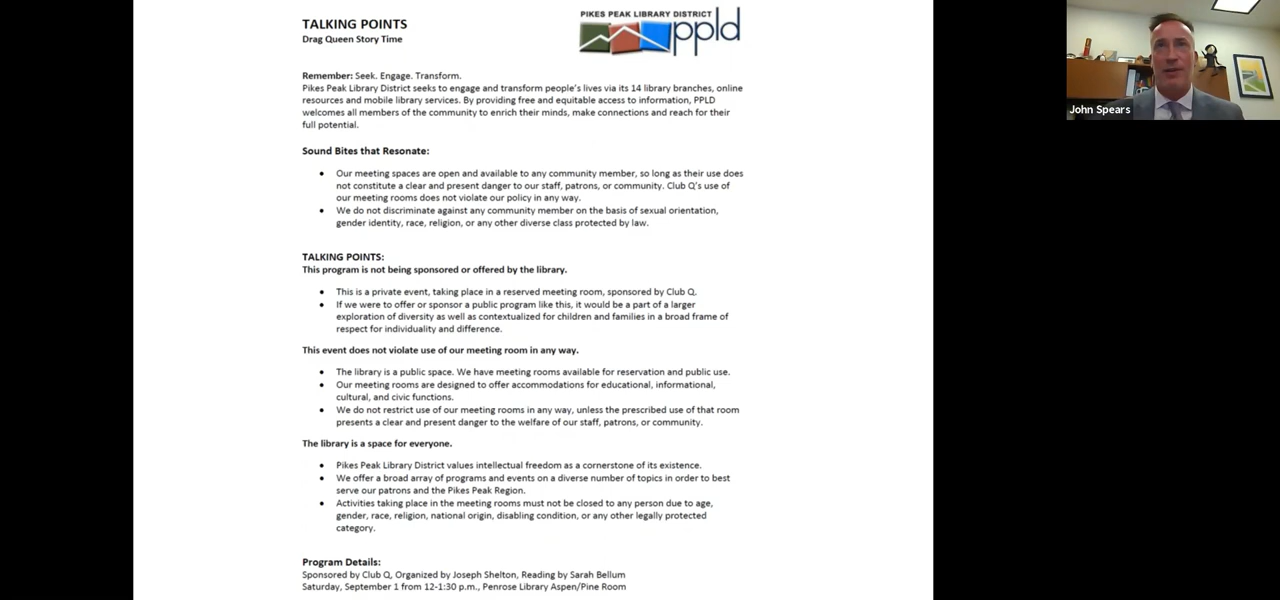 TALKING POINTS
Drag Queen Story Time
PIKES PEAK LIBRARY DISTRICT
ppld
Remember: Seek. Engage. Transform.
Pikes Peak Library District seeks to engage and transform people's lives via its 14 library branches, online
resources and mobile library services. By providing free and equitable access to information, PPLD
welcomes all members of the community to enrich their minds, make connections and reach for their
full potential.
Sound Bites that Resonate:
• Our meeting spaces are open and available to any community member, so long as their use does
not constitute a clear and present danger to our staff, patrons, or community. Club Q's use of
our meeting rooms does not violate our policy in any way.
• We do not discriminate against any community member on the basis of sexual orientation,
gender identity, race, religion, or any other diverse class protected by law.
TALKING POINTS:
This program is not being sponsored or offered by the library.
• This is a private event, taking place in a reserved meeting room, sponsored by Club Q.
• If we were to offer or sponsor a public program like this, it would be a part of a larger
exploration of diversity as well as contextualized for children and families in a broad frame of
respect for individuality and difference.
This event does not violate use of our meeting room in any way.
• The library is a public space. We have meeting rooms available for reservation and public use.
• Our meeting rooms are designed to offer accommodations for educational, informational,
cultural, and civic functions.
• We do not restrict use of our meeting rooms in any way, unless the prescribed use of that room
presents a clear and present danger to the welfare of our staff, patrons, or community.
The library is a space for everyone.
• Pikes Peak Library District values intellectual freedom as a cornerstone of its existence.
• We offer a broad array of programs and events on a diverse number of topics in order to best
serve our patrons and the Pikes Peak Region.
• Activities taking place in the meeting rooms must not be closed to any person due to age,
gender, race, religion, national origin, disabling condition, or any other legally protected
category.
Program Details:
Sponsored by Club Q, Organized by Joseph Shelton, Reading by Sarah Bellum
Saturday, September 1 from 12-1:30 p.m., Penrose Library Aspen/Pine Room
John Spears